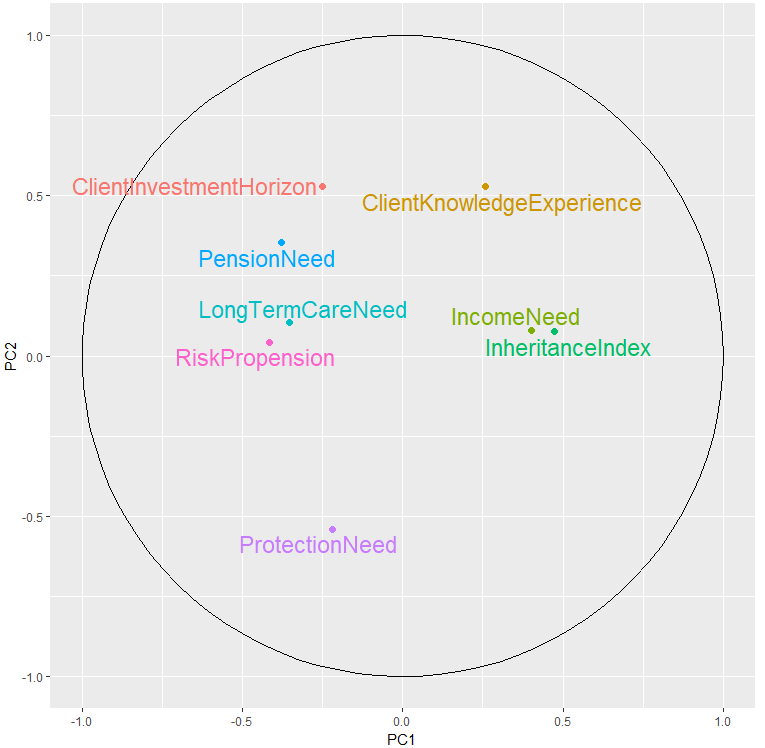 1.0
ClientInvestmentHorizon
ClientKnowledgeExperience
0.5
PensionNeed
LongTermCareNeed
IncomeNeed
InheritanceIndex
0.0
RiskPropension
PC2
-0.5
ProtectionNeed
-1.0
-1.0 -0.5 0.0 0.5 1.0
PC1